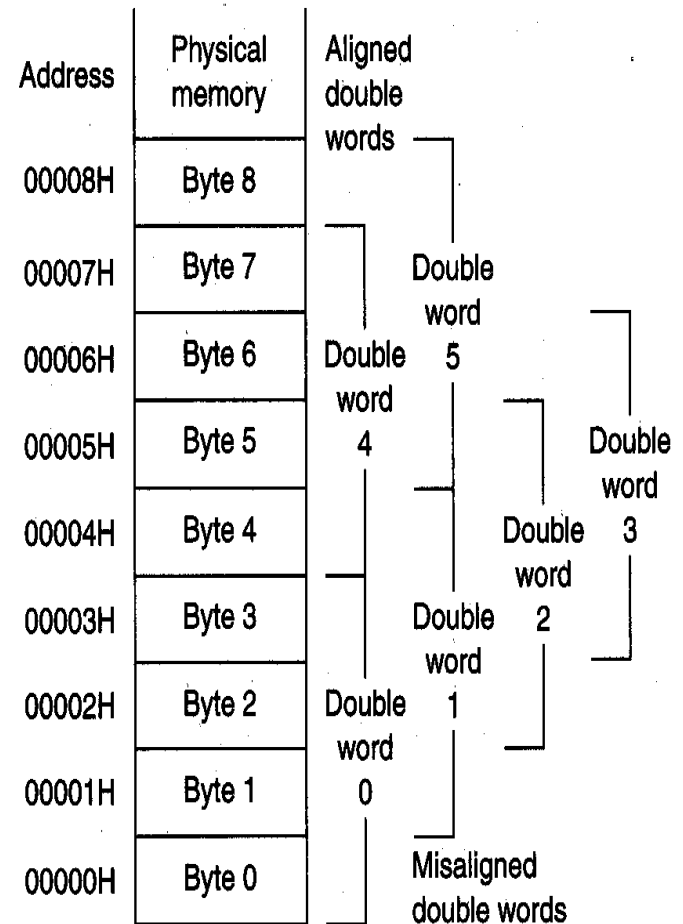 Address
Physical
memory
Aligned
double
words
00008H
Byte 8
00007H
Byte 7
Double
word
5
00006H
Byte 6
Double
word
4
00005H
Byte 5
Double
word
3
00004H
Byte 4
Double
word
2
00003H
Byte 3
Double
word
1
00002H
Byte 2
Double
word
0
00001H
Byte 1
00000H
Byte 0
Misaligned
double words